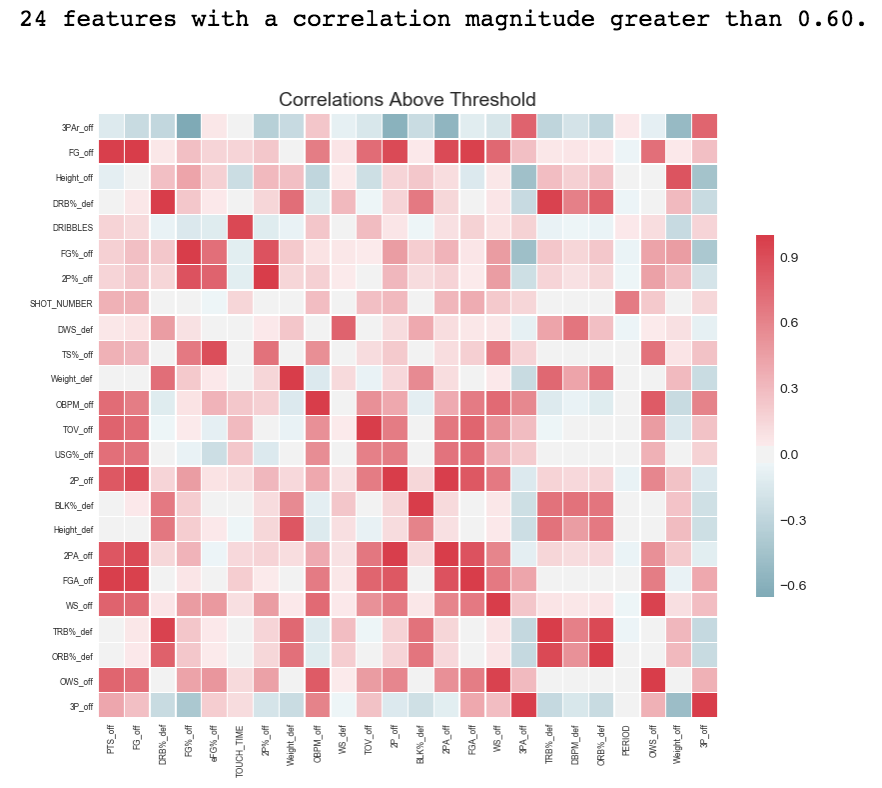 24 features with a correlation magnitude greater than 0.60.
Correlations Above Threshold
3PAr_off
FG_off
Height_off
DRB%_def
DRIBBLES
FG%_off
2P%_off
SHOT_NUMBER
DWS_def
TS%_off
Weight_def
OBPM_off
TOV_off
USG%_off
2P_off
BLK%_def
Height_def
2PA_off
FGA_off
WS_off
TRB%_def
ORB%_def
OWS_off
3P_off
PTS_off
FG_off
DRB%_def
FG%_off
eFG%_off
TOUCH_TIME
2P%_off
Weight_def
OBPM_off
WS_def
TOV_off
2P_off
BLK%_def
2PA_off
FGA_off
WS_off
3PA_off
TRB%_def
DBPM_def
ORB%_def
PERIOD
OWS_off
Weight_off
3P_off
0.9
0.6
0.3
0.0
−0.3
−0.6